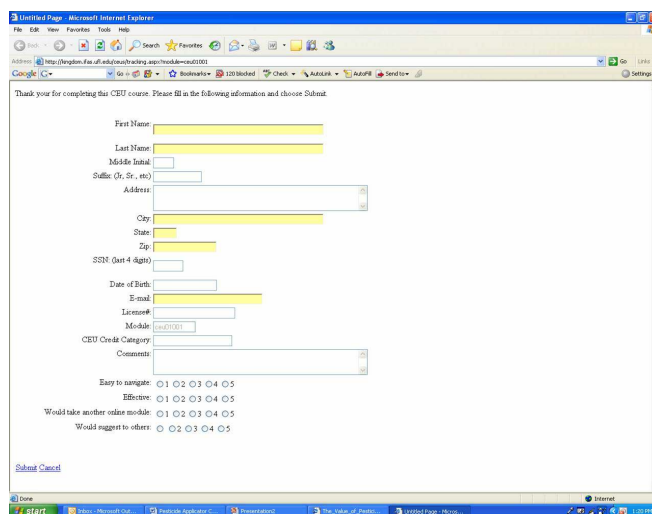 Untitled Page - Microsoft Internet Explorer
File Edit View Favorites Tools Help
Back Search Favorites
Address http://kingdom.ifas.ufl.edu/ceus/tracking.aspx?module=ceu01001 Go Links
Google G Go Bookmarks 120 blocked Check AutoLink AutoFill Send to Settings
Thank your for completing this CEU course. Please fill in the following information and choose Submit.
First Name:
Last Name:
Middle Initial:
Suffix: (Jr, Sr., etc)
Address:
City:
State:
Zip:
SSN: (last 4 digits)
Date of Birth:
E-mail:
License#:
Module: ceu01001
CEU Credit Category:
Comments:
Easy to navigate: 1 2 3 4 5
Effective: 1 2 3 4 5
Would take another online module: 1 2 3 4 5
Would suggest to others: 2 3 4 5
Submit Cancel
Done Internet
start Inbox - Microsoft Out... Pesticide Applicator C... Presentation2 The_Value_of_Pestic... Untitled Page - Micros... 1:20 PM